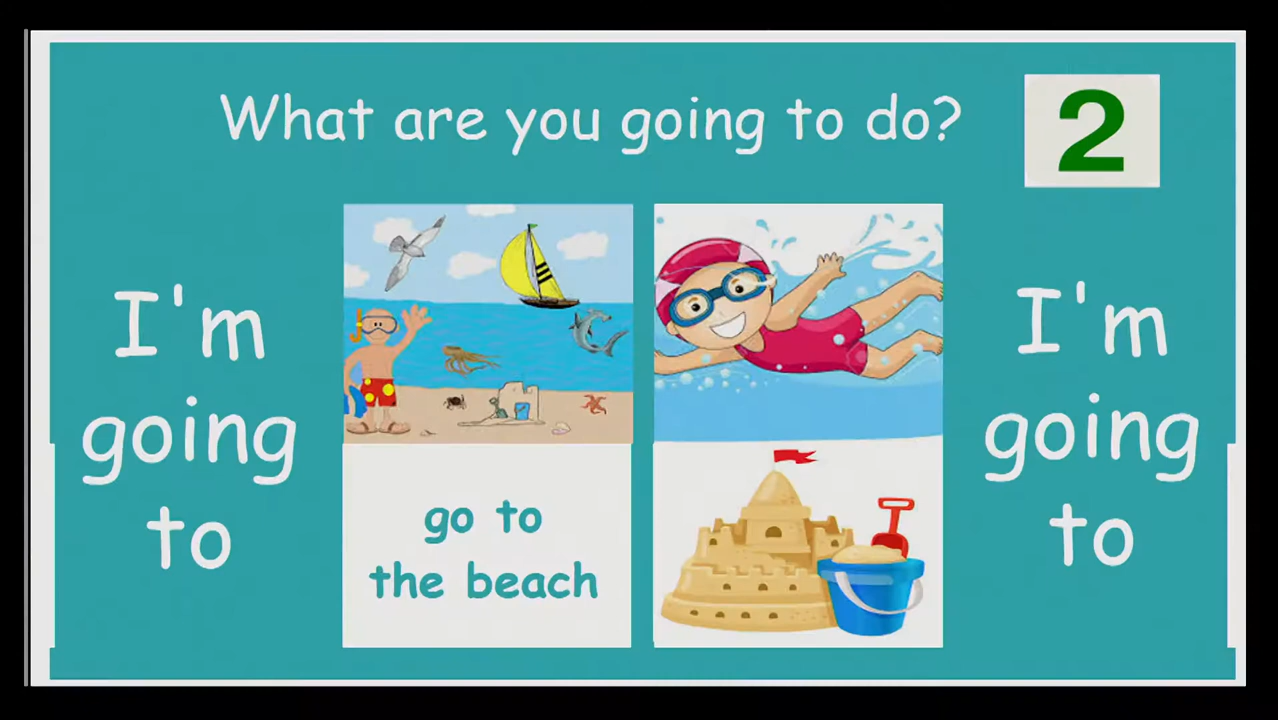 What are you going to do?
2
I'm
going
to
go to
the beach
I'm
going
to